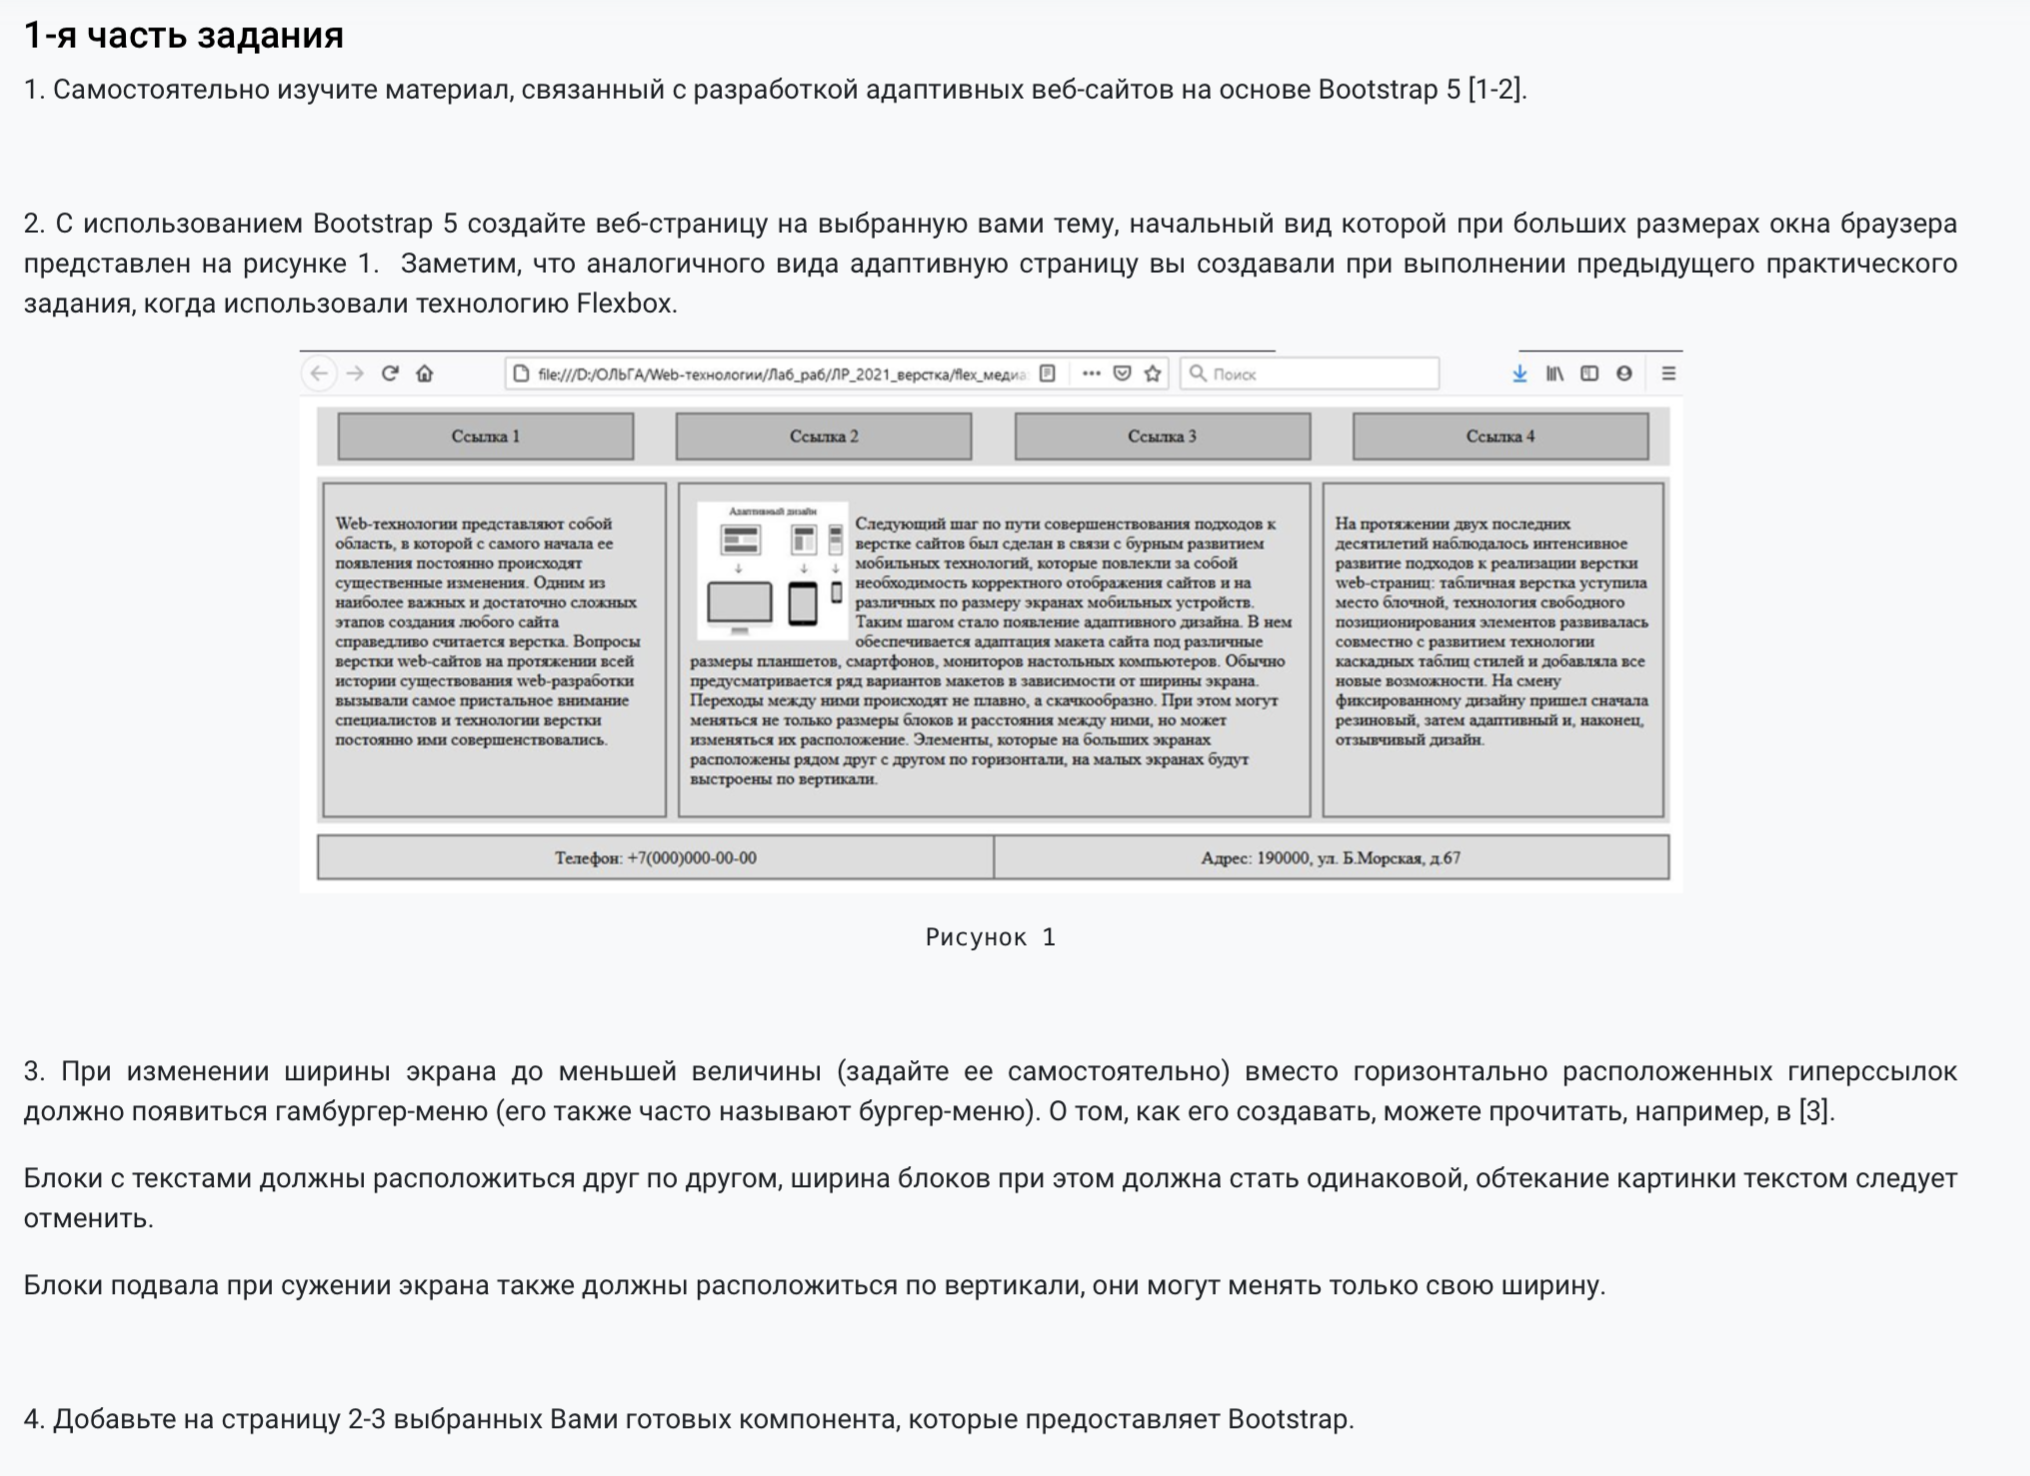 1-я часть задания
1. Самостоятельно изучите материал, связанный с разработкой адаптивных веб-сайтов на основе Bootstrap 5 [1-2].
2. С использованием Bootstrap 5 создайте веб-страницу на выбранную вами тему, начальный вид которой при больших размерах окна браузера
представлен на рисунке 1. Заметим, что аналогичного вида адаптивную страницу вы создавали при выполнении предыдущего практического
задания, когда использовали технологию Flexbox.
file:///D:/ОЛЬГА/Web-технологии/Лаб_раб/ЛР_2021_верстка/flex_медиа
Поиск
Ссылка 1
Ссылка 2
Ссылка 3
Ссылка 4
Web-технологии представляют собой
область, в которой с самого начала ее
появления постоянно происходят
существенные изменения. Одним из
наиболее важных и достаточно сложных
этапов создания любого сайта
справедливо считается верстка. Вопросы
верстки web-сайтов на протяжении всей
истории существования web-разработки
вызывали самое пристальное внимание
специалистов и технологии верстки
постоянно ими совершенствовались.
Адаптивный дизайн
Следующий шаг по пути совершенствования подходов к
верстке сайтов был сделан в связи с бурным развитием
мобильных технологий, которые повлекли за собой
необходимость корректного отображения сайтов и на
различных по размеру экранах мобильных устройств.
Таким шагом стало появление адаптивного дизайна. В нем
обеспечивается адаптация макета сайта под различные
размеры планшетов, смартфонов, мониторов настольных компьютеров. Обычно
предусматривается ряд вариантов макетов в зависимости от ширины экрана.
Переходы между ними происходят не плавно, а скачкообразно. При этом могут
меняться не только размеры блоков и расстояния между ними, но может
изменяться их расположение. Элементы, которые на больших экранах
расположены рядом друг с другом по горизонтали, на малых экранах будут
выстроены по вертикали.
На протяжении двух последних
десятилетий наблюдалось интенсивное
развитие подходов к реализации верстки
web-страниц: табличная верстка уступила
место блочной, технология свободного
позиционирования элементов развивалась
совместно с развитием технологии
каскадных таблиц стилей и добавляла все
новые возможности. На смену
фиксированному дизайну пришел сначала
резиновый, затем адаптивный и, наконец,
отзывчивый дизайн.
Телефон: +7(000)000-00-00
Адрес: 190000, ул. Б.Морская, д.67
Рисунок 1
3. При изменении ширины экрана до меньшей величины (задайте ее самостоятельно) вместо горизонтально расположенных гиперссылок
должно появиться гамбургер-меню (его также часто называют бургер-меню). О том, как его создавать, можете прочитать, например, в [3].
Блоки с текстами должны расположиться друг по другом, ширина блоков при этом должна стать одинаковой, обтекание картинки текстом следует
отменить.
Блоки подвала при сужении экрана также должны расположиться по вертикали, они могут менять только свою ширину.
4. Добавьте на страницу 2-3 выбранных Вами готовых компонента, которые предоставляет Bootstrap.